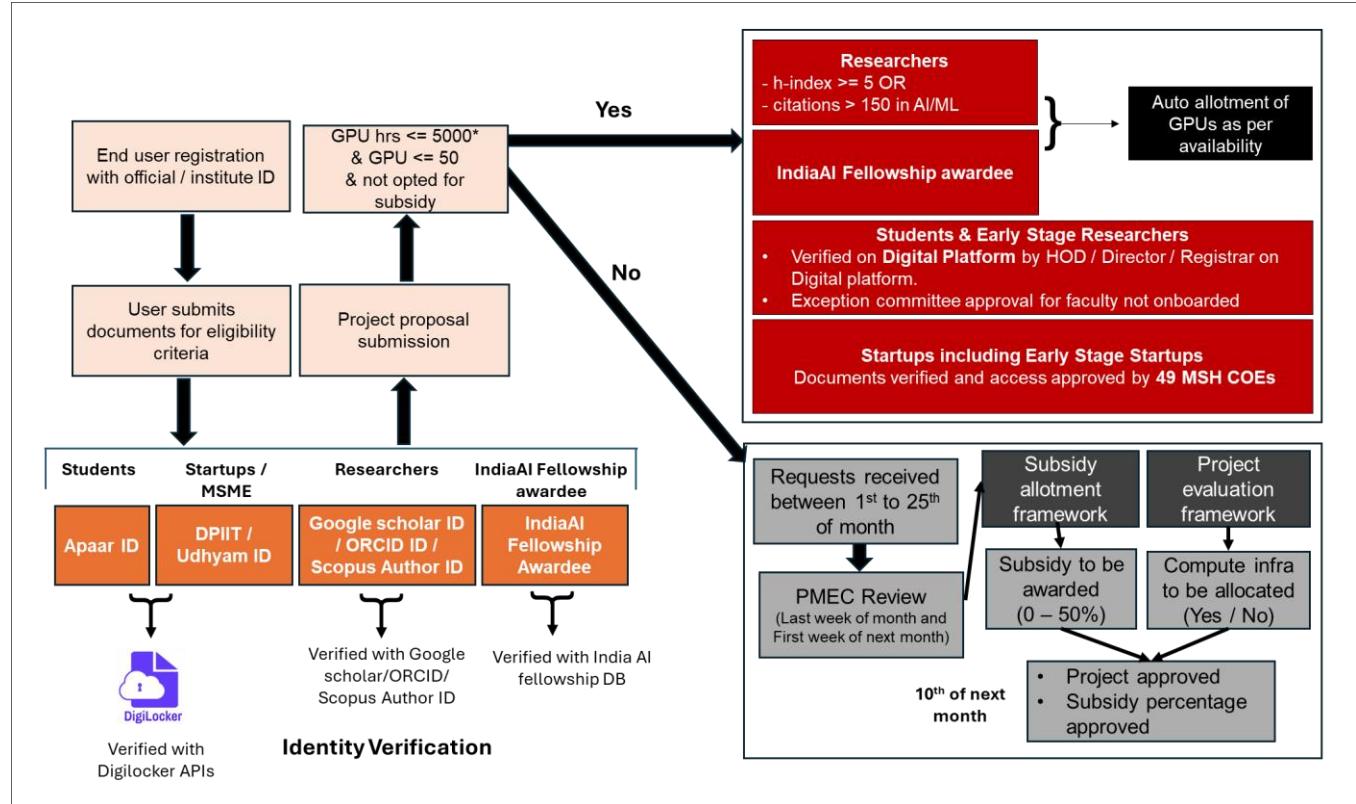 End user registration
with official / institute ID
User submits
documents for eligibility
criteria
GPU hrs <= 5000*
& GPU <= 50
& not opted for
subsidy
Project proposal
submission
Yes
No
Students
Startups /
MSME
Researchers
IndiaAI Fellowship
awardee
Apaar ID
DPIIT /
Udhyam ID
Google scholar ID
/ ORCID ID /
Scopus Author ID
IndiaAI
Fellowship
Awardee
DigiLocker
Verified with
Digilocker APIs
Verified with Google
scholar/ORCID/
Scopus Author ID
Verified with India AI
fellowship DB
Identity Verification
Researchers
- h-index >= 5 OR
- citations > 150 in AI/ML
IndiaAI Fellowship awardee
Auto allotment of
GPUs as per
availability
Students & Early Stage Researchers
• Verified on Digital Platform by HOD / Director / Registrar on
Digital platform.
• Exception committee approval for faculty not onboarded
Startups including Early Stage Startups
Documents verified and access approved by 49 MSH COEs
Requests received
between 1st to 25th
of month
PMEC Review
(Last week of month and
First week of next month)
Subsidy
allotment
framework
Project
evaluation
framework
Subsidy to be
awarded
(0 – 50%)
Compute infra
to be allocated
(Yes / No)
10th of next
month
• Project approved
• Subsidy percentage
approved